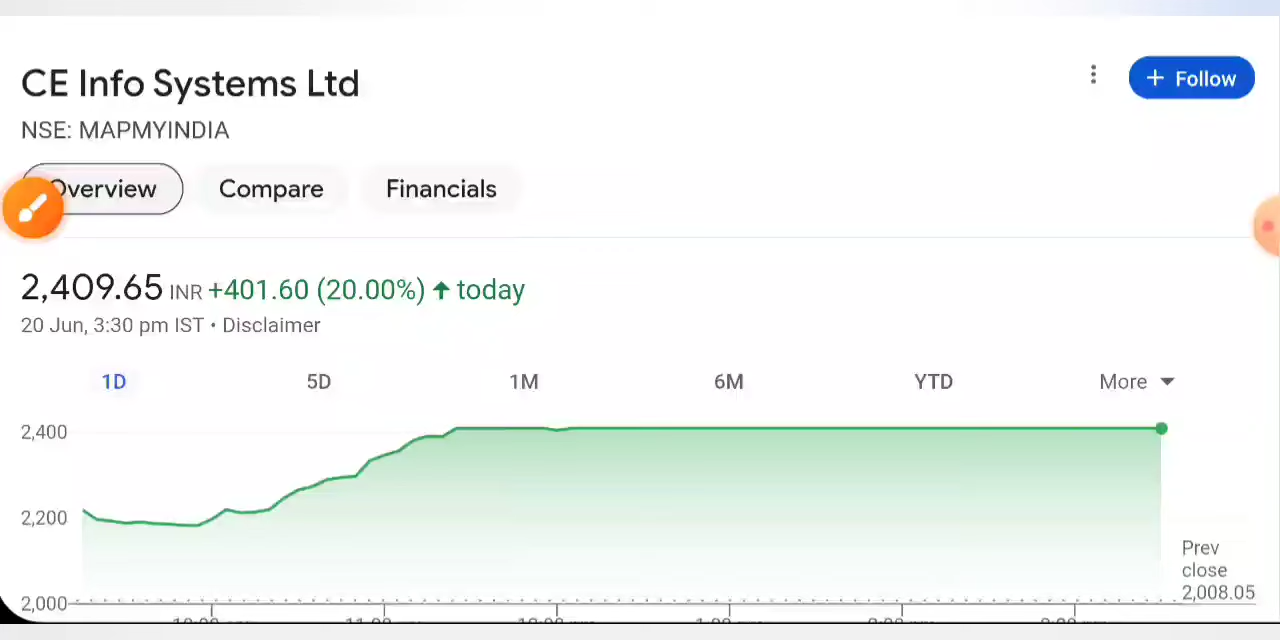 CE Info Systems Ltd
+ Follow
NSE: MAPMYINDIA
Overview Compare Financials
2,409.65 INR +401.60 (20.00%) ↑ today
20 Jun, 3:30 pm IST • Disclaimer
1D 5D 1M 6M YTD More
2,400
2,200
2,000
Prev
close
2,008.05